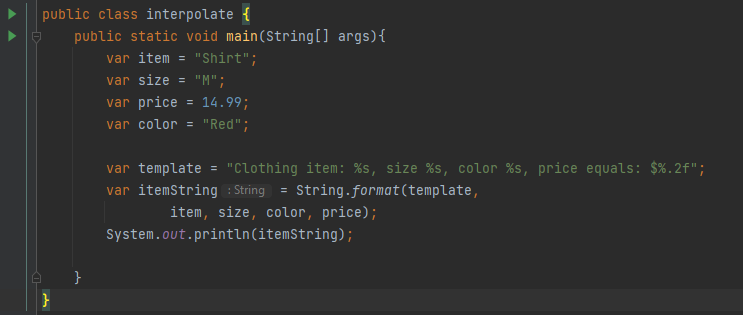 public class interpolate {
    public static void main(String[] args){
        var item = "Shirt";
        var size = "M";
        var price = 14.99;
        var color = "Red";

        var template = "Clothing item: %s, size %s, color %s, price equals: $%.2f";
        var itemString : String = String.format(template,
                item, size, color, price);
        System.out.println(itemString);

    }
}